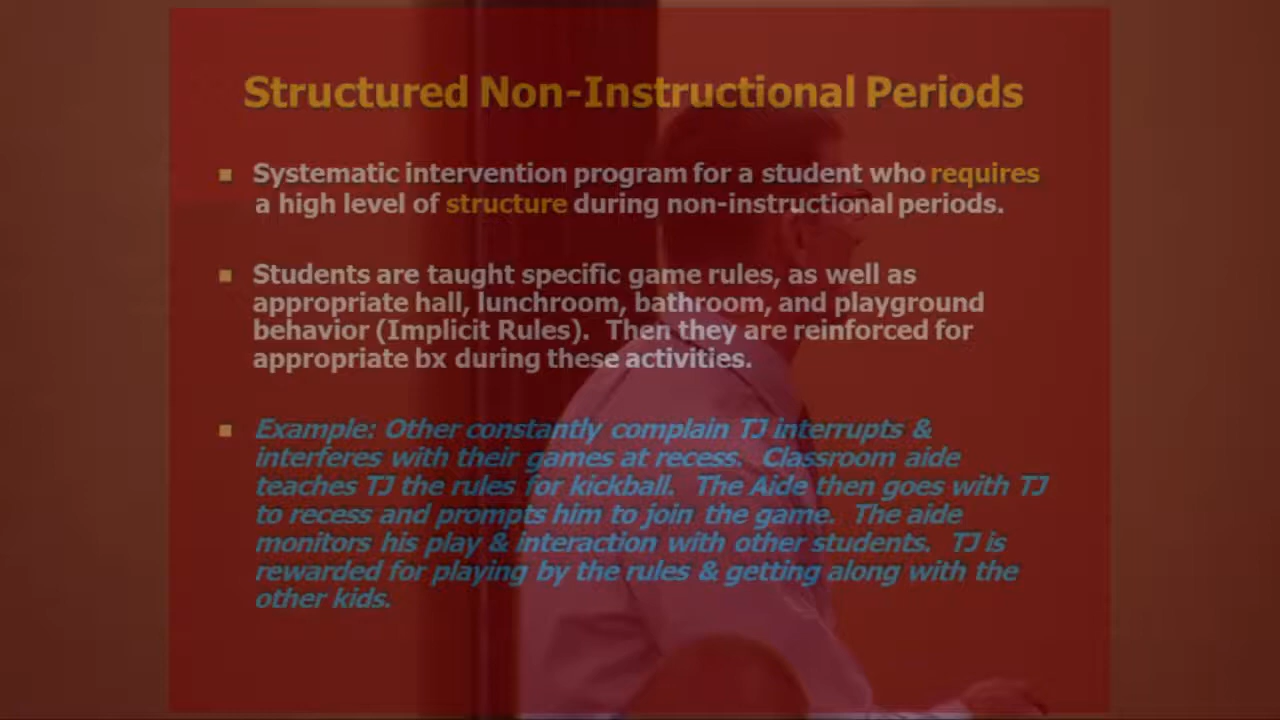 Structured Non-Instructional Periods
Systematic intervention program for a student who requires
a high level of structure during non-instructional periods.
Students are taught specific game rules, as well as
appropriate hall, lunchroom, bathroom, and playground
behavior (Implicit Rules). Then they are reinforced for
appropriate bx during these activities.
Example: Other constantly complain TJ interrupts &
interferes with their games at recess. Classroom aide
teaches TJ the rules for kickball. The Aide then goes with TJ
to recess and prompts him to join the game. The aide
monitors his play & interaction with other students. TJ is
rewarded for playing by the rules & getting along with the
other kids.